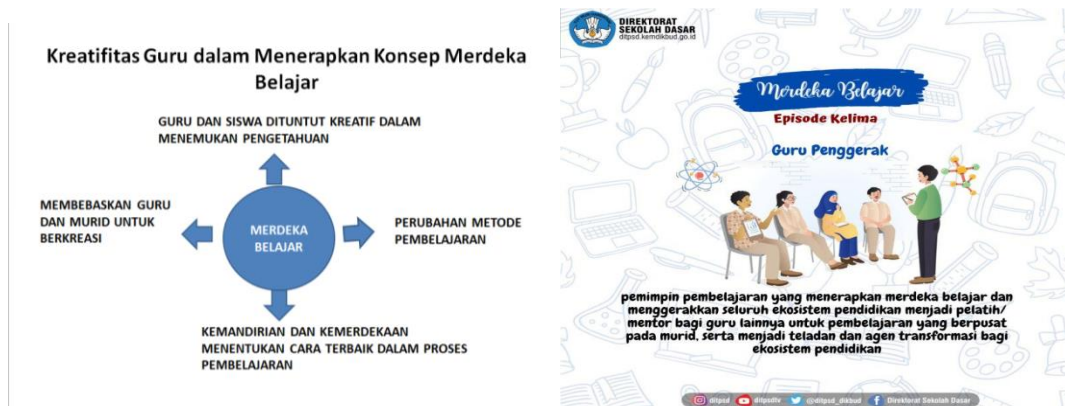 Kreatifitas Guru dalam Menerapkan Konsep Merdeka
Belajar
GURU DAN SISWA DITUNTUT KREATIF DALAM
MENEMUKAN PENGETAHUAN
MEMBEBASKAN GURU
DAN MURID UNTUK
BERKREASI
MERDEKA
BELAJAR
PERUBAHAN METODE
PEMBELAJARAN
KEMANDIRIAN DAN KEMERDEKAAN
MENENTUKAN CARA TERBAIK DALAM PROSES
PEMBELAJARAN
DIREKTORAT
SEKOLAH DASAR
ditpsd.kemdikbud.go.id
Merdeka Belajar
Episode Kelima
Guru Penggerak
pemimpin pembelajaran yang menerapkan merdeka belajar dan
menggerakkan seluruh ekosistem pendidikan menjadi pelatih/
mentor bagi guru lainnya untuk pembelajaran yang berpusat
pada murid, serta menjadi teladan dan agen transformasi bagi
ekosistem pendidikan
ditpsd ditpsdtv @ditpsd_dikbud Direktorat Sekolah Dasar